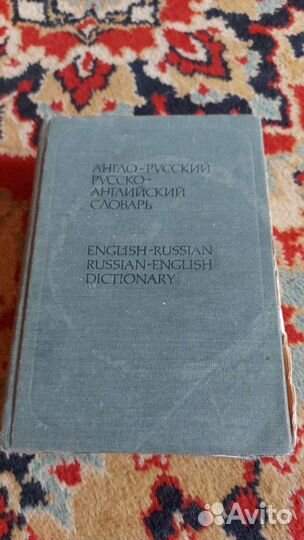 АНГЛО-РУССКИЙ
РУССКО-
АНГЛИЙСКИЙ
СЛОВАРЬ
ENGLISH-RUSSIAN
RUSSIAN-ENGLISH
DICTIONARY
Avito